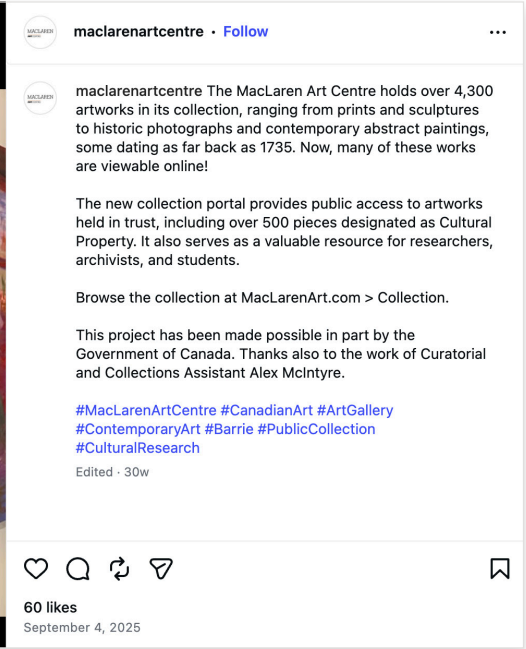 MACLAREN
maclarenartcentre • Follow
MACLAREN
maclarenartcentre The MacLaren Art Centre holds over 4,300
artworks in its collection, ranging from prints and sculptures
to historic photographs and contemporary abstract paintings,
some dating as far back as 1735. Now, many of these works
are viewable online!
The new collection portal provides public access to artworks
held in trust, including over 500 pieces designated as Cultural
Property. It also serves as a valuable resource for researchers,
archivists, and students.
Browse the collection at MacLarenArt.com > Collection.
This project has been made possible in part by the
Government of Canada. Thanks also to the work of Curatorial
and Collections Assistant Alex McIntyre.
#MacLarenArtCentre #CanadianArt #ArtGallery
#ContemporaryArt #Barrie #PublicCollection
#CulturalResearch
Edited · 30w
60 likes
September 4, 2025